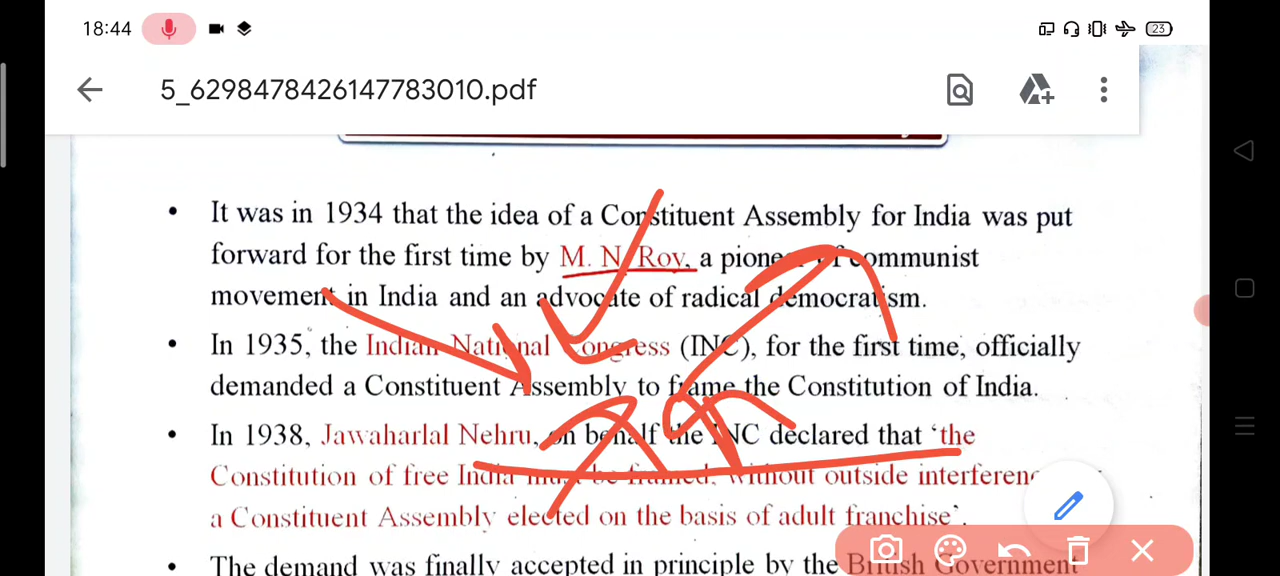 18:44
23
5_6298478426147783010.pdf
• It was in 1934 that the idea of a Constituent Assembly for India was put
forward for the first time by M. N. Roy, a pioneer of communist
movement in India and an advocate of radical democratism.
• In 1935, the Indian National Congress (INC), for the first time, officially
demanded a Constituent Assembly to frame the Constitution of India.
• In 1938, Jawaharlal Nehru, on behalf the INC declared that ‘the
Constitution of free India must be framed, without outside interferenc
a Constituent Assembly elected on the basis of adult franchise’.
• The demand was finally accepted in principle by the British Government